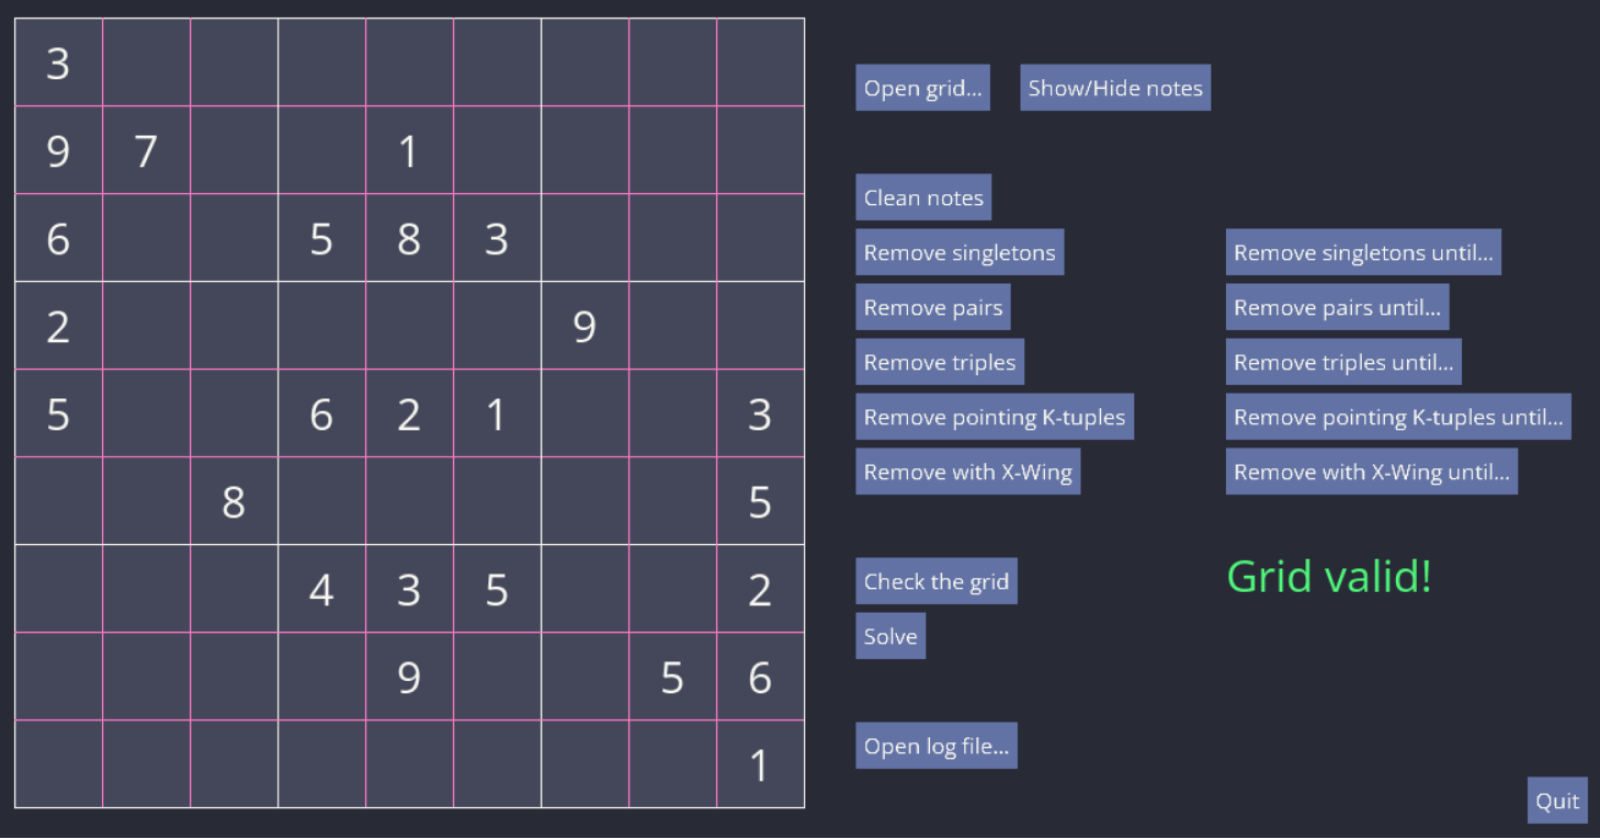 3
9 7 1
6 5 8 3
2 9
5 6 2 1 3
8 5
4 3 5 2
9 5 6
1
Open grid... Show/Hide notes
Clean notes
Remove singletons Remove singletons until...
Remove pairs Remove pairs until...
Remove triples Remove triples until...
Remove pointing K-tuples Remove pointing K-tuples until...
Remove with X-Wing Remove with X-Wing until...
Check the grid Grid valid!
Solve
Open log file...
Quit